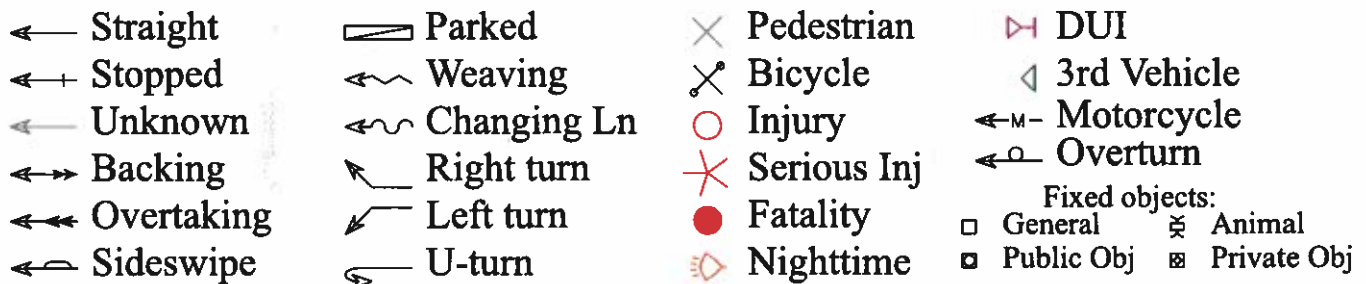 Straight Parked Pedestrian DUI
Stopped Weaving Bicycle 3rd Vehicle
Unknown Changing Ln Injury Motorcycle
Backing Right turn Serious Inj Overturn
Fixed objects:
Overtaking Left turn Fatality General Animal
Sideswipe U-turn Nighttime Public Obj Private Obj